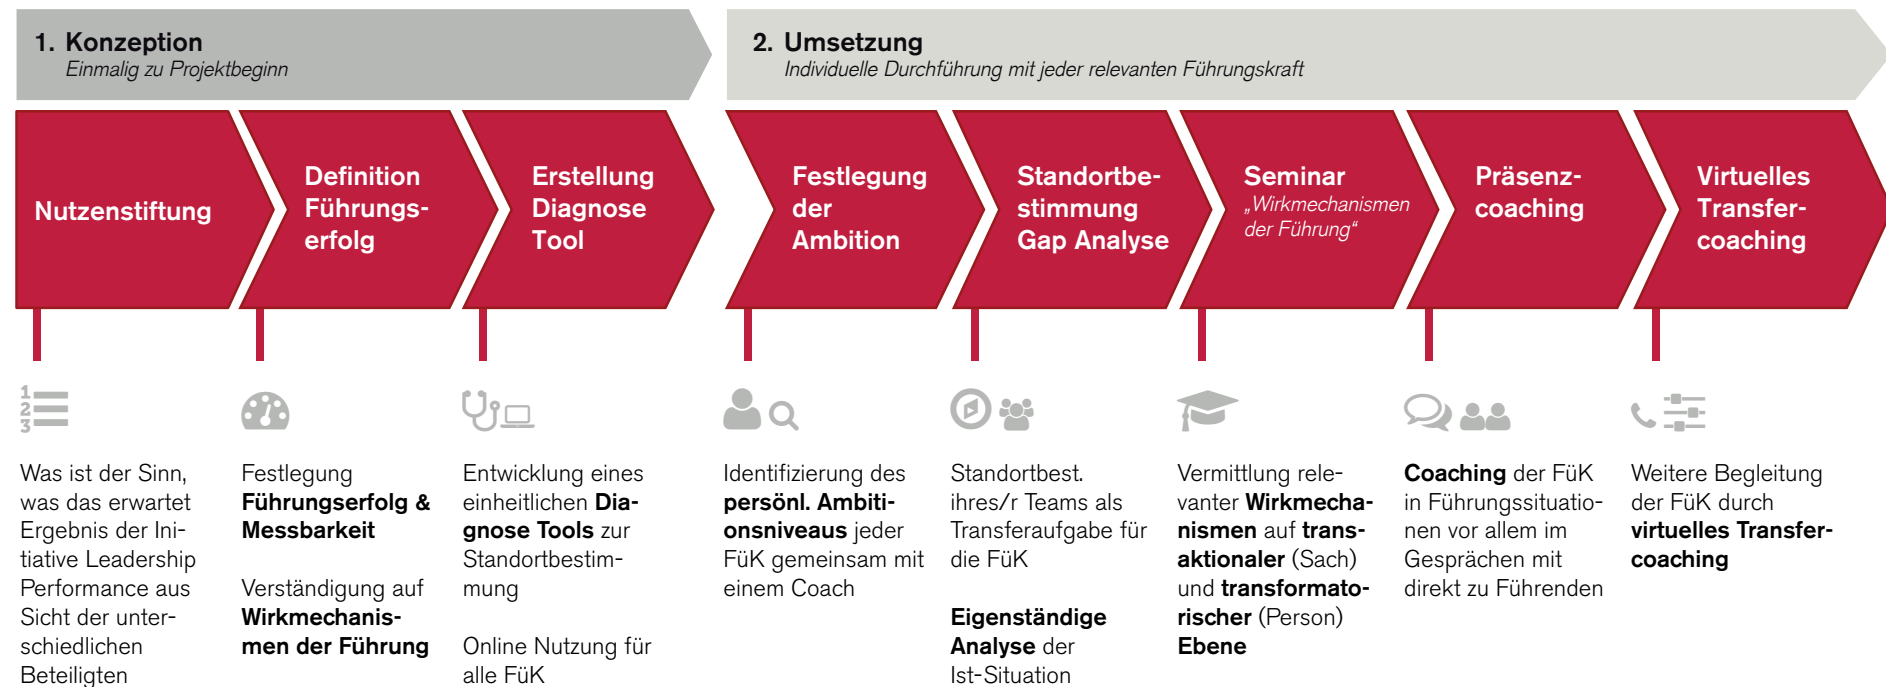 1. Konzeption
Einmalig zu Projektbeginn
2. Umsetzung
Individuelle Durchführung mit jeder relevanten Führungskraft
Nutzenstiftung
Definition
Führungs-
erfolg
Erstellung
Diagnose
Tool
Festlegung
der
Ambition
Standortbe-
stimmung
Gap Analyse
Seminar
„Wirkmechanismen
der Führung“
Präsenz-
coaching
Virtuelles
Transfer-
coaching
1
2
3
Was ist der Sinn,
was das erwartet
Ergebnis der Ini-
tiative Leadership
Performance aus
Sicht der unter-
schiedlichen
Beteiligten
Festlegung
Führungserfolg &
Messbarkeit
Verständigung auf
Wirkmechanis-
men der Führung
Entwicklung eines
einheitlichen Dia-
gnose Tools zur
Standortbestim-
mung
Online Nutzung für
alle FüK
Identifizierung des
persönl. Ambiti-
onsniveaus jeder
FüK gemeinsam mit
einem Coach
Standortbest.
ihres/r Teams als
Transferaufgabe für
die FüK
Eigenständige
Analyse der
Ist-Situation
Vermittlung rele-
vanter Wirkmecha-
nismen auf trans-
aktionaler (Sach)
und transformato-
rischer (Person)
Ebene
Coaching der FüK
in Führungssituatio-
nen vor allem im
Gesprächen mit
direkt zu Führenden
Weitere Begleitung
der FüK durch
virtuelles Transfer-
coaching